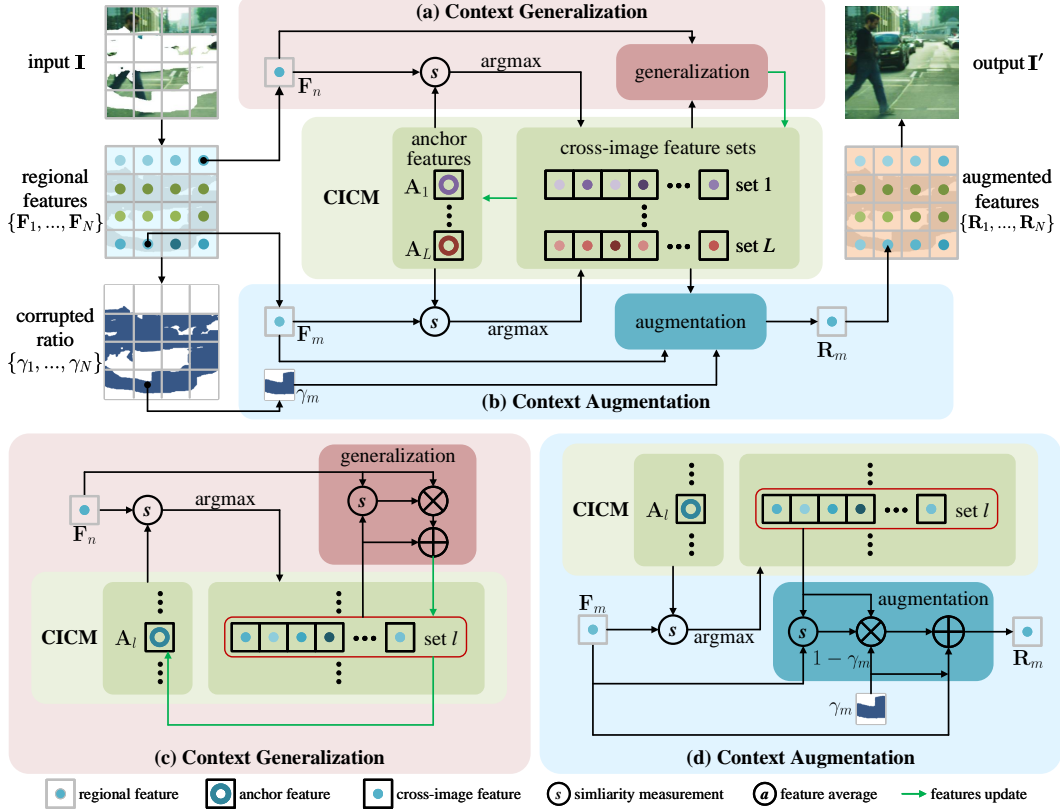 (a) Context Generalization
input I
F_n
s
argmax
generalization
output I′
regional
features
{F_1, ..., F_N}
CICM
anchor
features
A_1
A_L
cross-image feature sets
set 1
set L
augmented
features
{R_1, ..., R_N}
corrupted
ratio
{γ_1, ..., γ_N}
F_m
s
argmax
augmentation
R_m
γ_m
(b) Context Augmentation
generalization
F_n
s
argmax
s
CICM
A_l
set l
(c) Context Generalization
CICM
A_l
set l
F_m
s
argmax
augmentation
s
1 − γ_m
γ_m
R_m
(d) Context Augmentation
regional feature
anchor feature
cross-image feature
s simliarity measurement
a feature average
features update